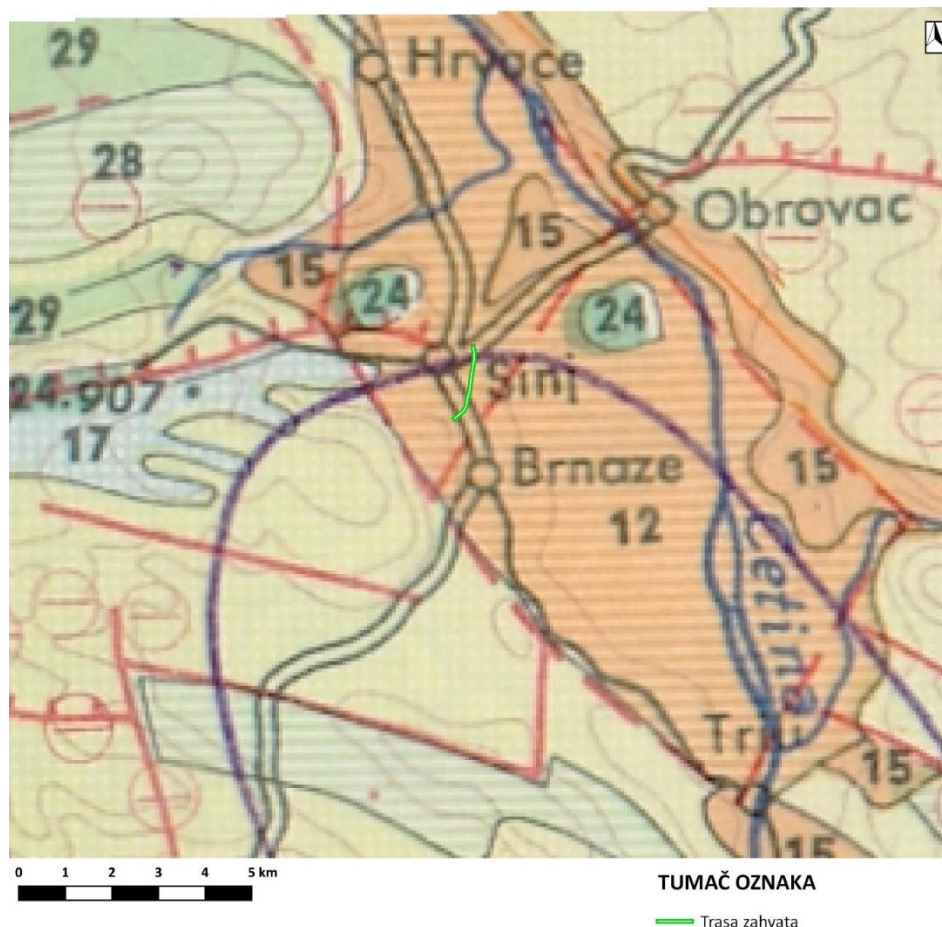 29
Hrvace
28
Obrovac
15
15
24
24
29
24.907
Sinj
17
Brnaze
15
12
Cetina
15
15
0 1 2 3 4 5 km
TUMAČ OZNAKA
Trasa zahvata